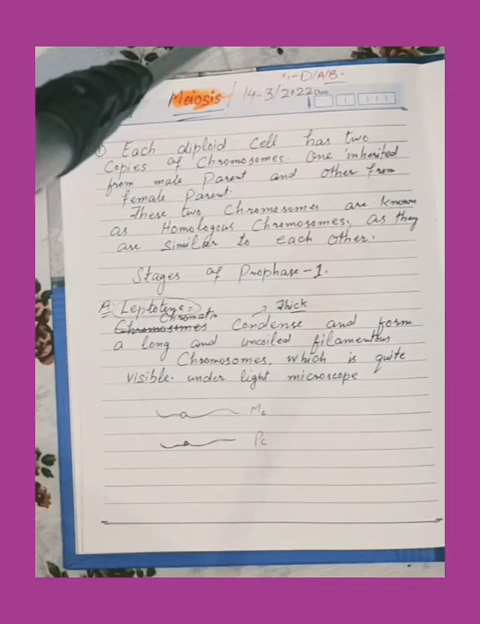 XI-D/A/B.
Meiosis 14-3/2022 Date
① Each diploid cell has two
Copies of Chromosomes. One inherited
from male Parent and other from
female Parent.
These two Chromosomes are known
as Homologous Chromosomes, as they
are similar to each other.
Stages of Prophase-1.
A. Leptotene:- → Thick
Chromatin
Chromosomes Condense and form
a long and uncoiled filamentous
Chromosomes, which is quite
visible. under light microscope
Mc
Pc